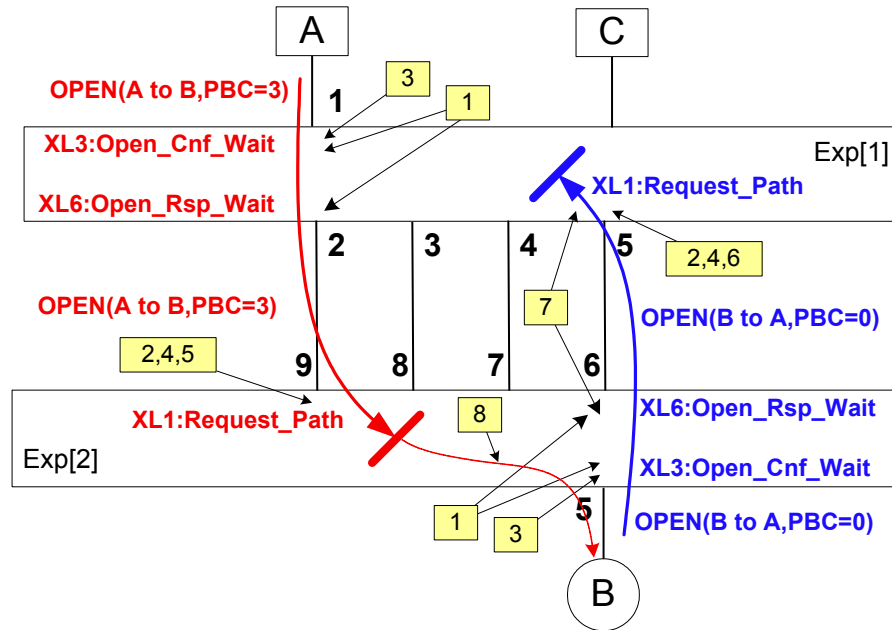 A
C
OPEN(A to B,PBC=3)
1
3
1
XL3:Open_Cnf_Wait
Exp[1]
XL1:Request_Path
XL6:Open_Rsp_Wait
2
3
4
5
2,4,6
OPEN(A to B,PBC=3)
7
OPEN(B to A,PBC=0)
2,4,5
9
8
7
6
XL1:Request_Path
8
XL6:Open_Rsp_Wait
Exp[2]
XL3:Open_Cnf_Wait
1
3
5
OPEN(B to A,PBC=0)
B